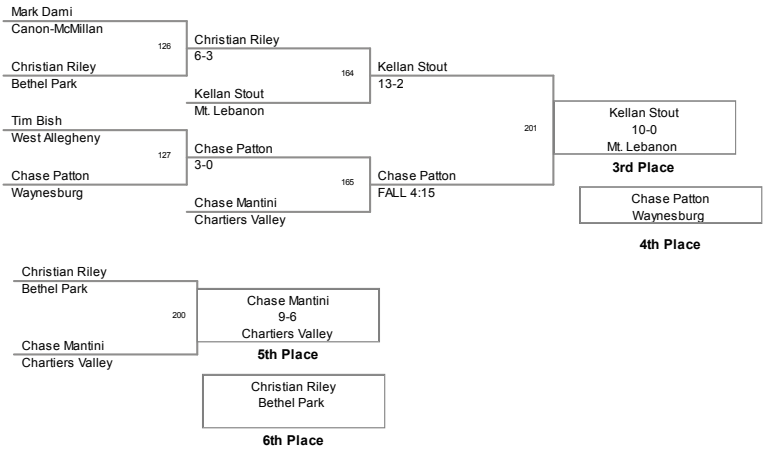 Mark Dami
Canon-McMillan
126
Christian Riley
6-3
Christian Riley
Bethel Park
164
Kellan Stout
13-2
Kellan Stout
Mt. Lebanon
Tim Bish
West Allegheny
201
Kellan Stout
10-0
Mt. Lebanon
3rd Place
127
Chase Patton
3-0
Chase Patton
Waynesburg
165
Chase Patton
FALL 4:15
Chase Mantini
Chartiers Valley
Chase Patton
Waynesburg
4th Place
Christian Riley
Bethel Park
200
Chase Mantini
9-6
Chartiers Valley
5th Place
Chase Mantini
Chartiers Valley
Christian Riley
Bethel Park
6th Place